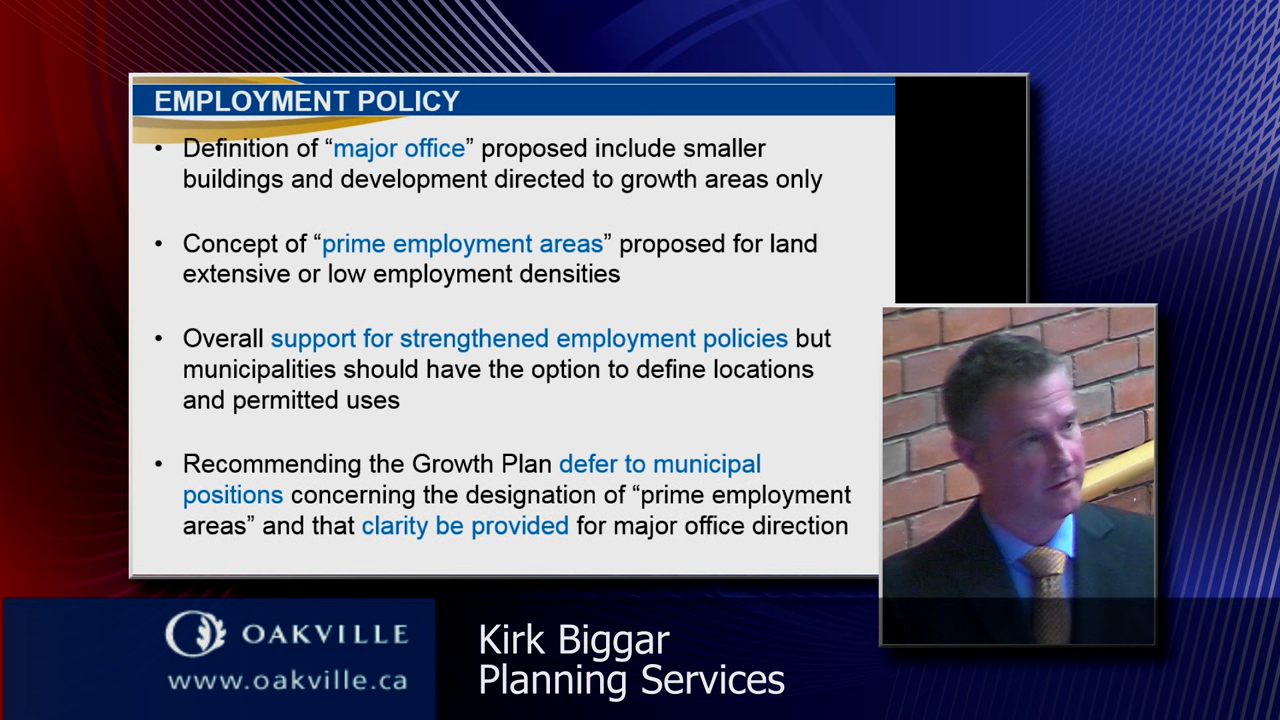 EMPLOYMENT POLICY
• Definition of “major office” proposed include smaller
buildings and development directed to growth areas only
• Concept of “prime employment areas” proposed for land
extensive or low employment densities
• Overall support for strengthened employment policies but
municipalities should have the option to define locations
and permitted uses
• Recommending the Growth Plan defer to municipal
positions concerning the designation of “prime employment
areas” and that clarity be provided for major office direction
OAKVILLE
www.oakville.ca
Kirk Biggar
Planning Services